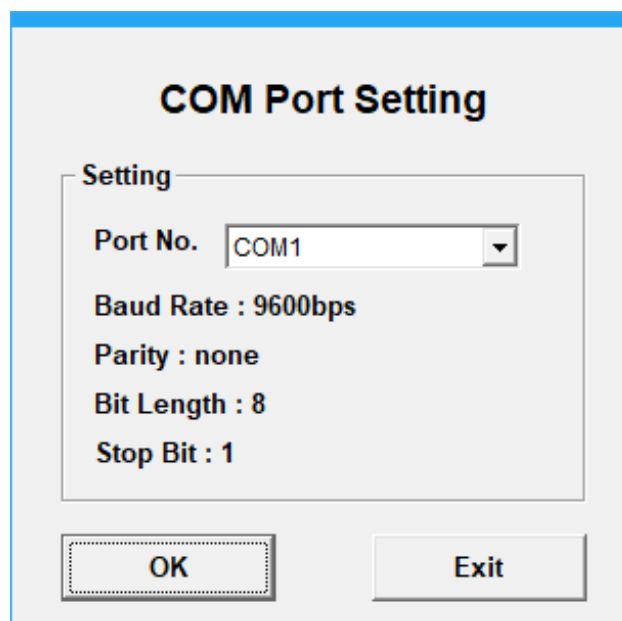 COM Port Setting
Setting
Port No. COM1
Baud Rate : 9600bps
Parity : none
Bit Length : 8
Stop Bit : 1
OK Exit